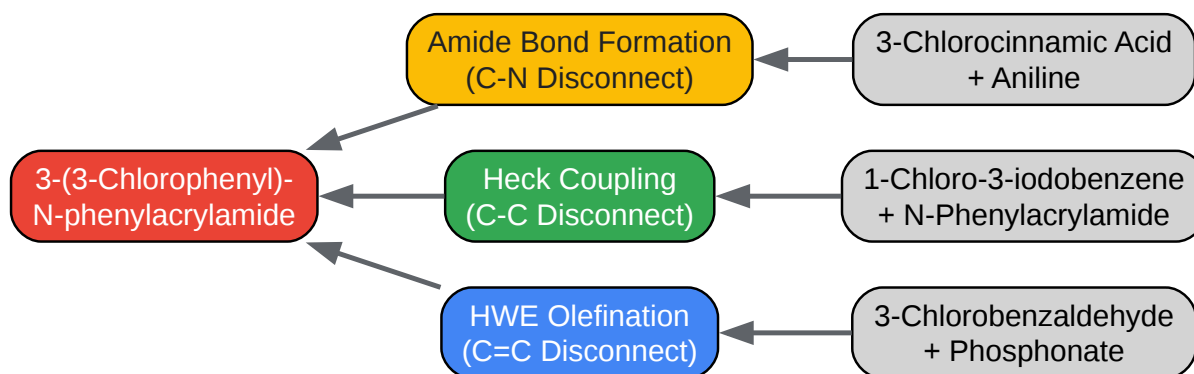 Amide Bond Formation
(C-N Disconnect)
3-Chlorocinnamic Acid
+ Aniline
3-(3-Chlorophenyl)-
N-phenylacrylamide
Heck Coupling
(C-C Disconnect)
1-Chloro-3-iodobenzene
+ N-Phenylacrylamide
HWE Olefination
(C=C Disconnect)
3-Chlorobenzaldehyde
+ Phosphonate